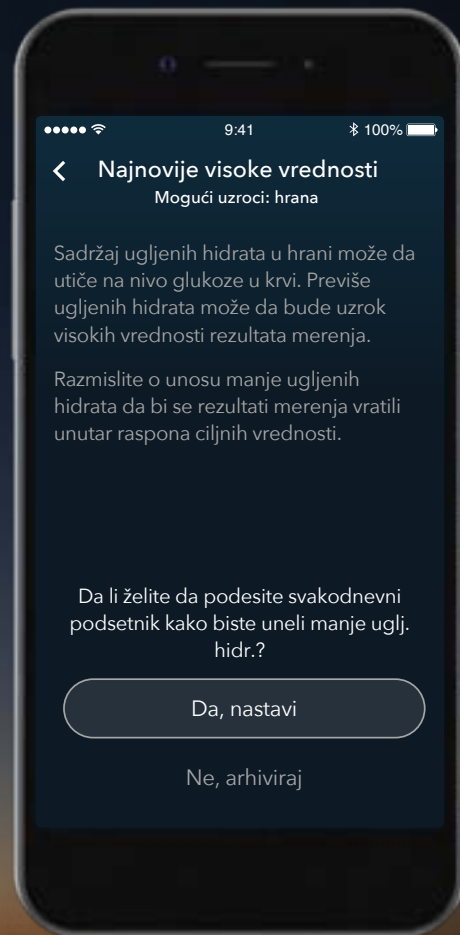 9:41 100%
Najnovije visoke vrednosti
Mogući uzroci: hrana
Sadržaj ugljenih hidrata u hrani može da
utiče na nivo glukoze u krvi. Previše
ugljenih hidrata može da bude uzrok
visokih vrednosti rezultata merenja.
Razmislite o unosu manje ugljenih
hidrata da bi se rezultati merenja vratili
unutar raspona ciljnih vrednosti.
Da li želite da podesite svakodnevni
podsetnik kako biste uneli manje uglj.
hidr.?
Da, nastavi
Ne, arhiviraj